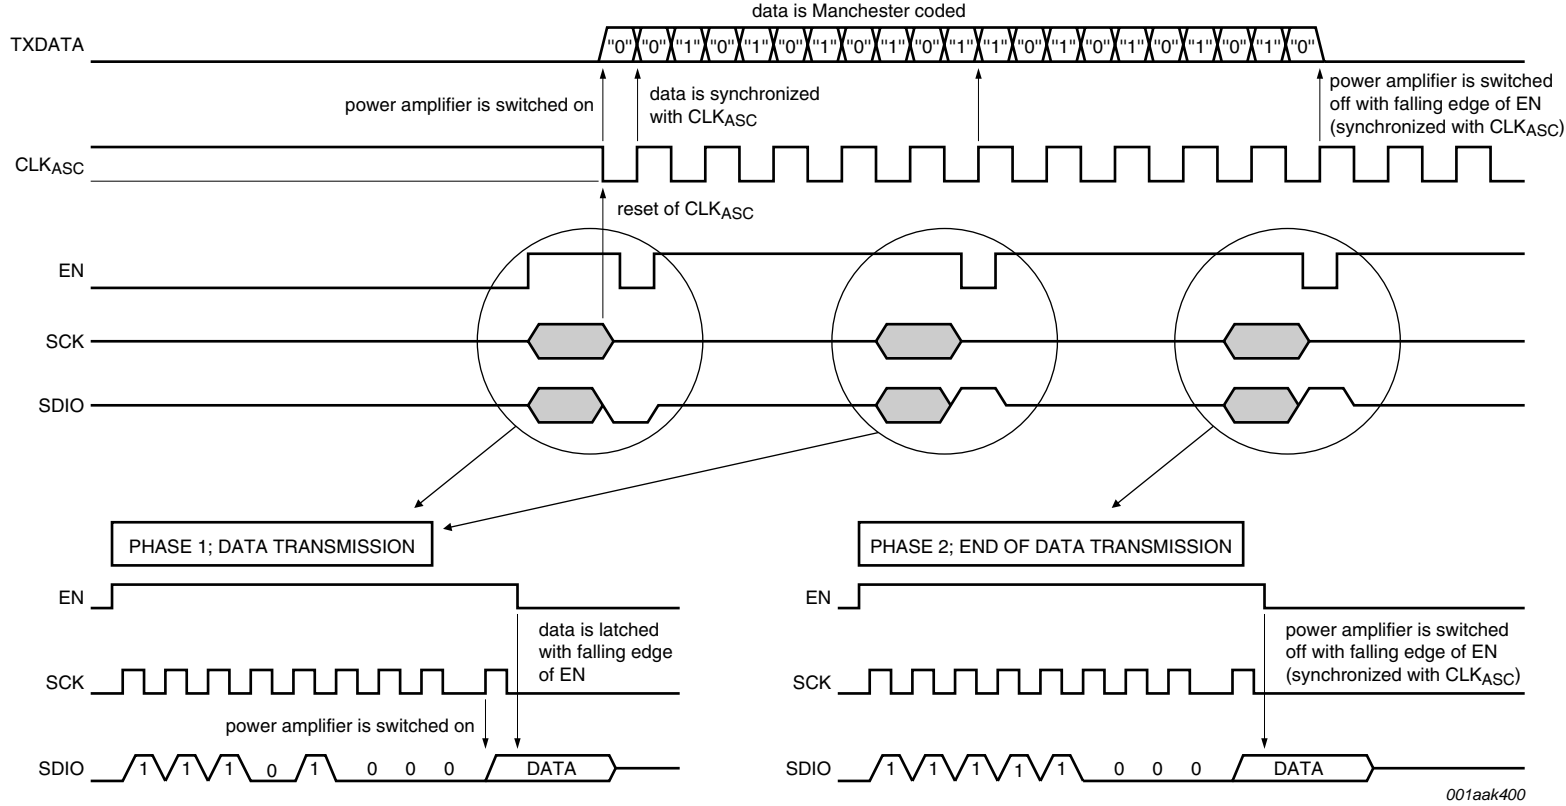 data is Manchester coded
TXDATA
"0" "0" "1" "0" "1" "0" "1" "0" "1" "0" "1" "1" "0" "1" "0" "1" "0" "1" "0" "1" "0"
power amplifier is switched on
data is synchronized
with CLKASC
power amplifier is switched
off with falling edge of EN
(synchronized with CLKASC)
CLKASC
reset of CLKASC
EN
SCK
SDIO
PHASE 1; DATA TRANSMISSION
EN
data is latched
with falling edge
of EN
SCK
power amplifier is switched on
SDIO
1 1 1 0 1 0 0 0 DATA
PHASE 2; END OF DATA TRANSMISSION
EN
power amplifier is switched
off with falling edge of EN
(synchronized with CLKASC)
SCK
SDIO
1 1 1 1 1 0 0 0 DATA
001aak400